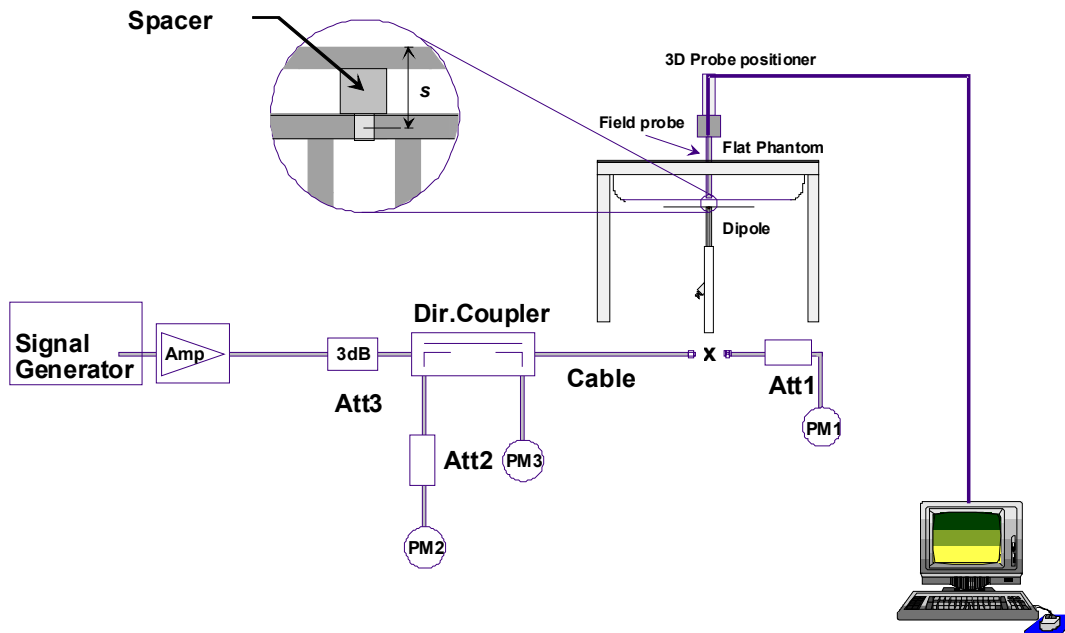 Spacer
s
3D Probe positioner
Field probe
Flat Phantom
Dipole
Signal
Generator
Amp
3dB
Att3
Dir.Coupler
Cable
x
Att1
PM1
Att2
PM3
PM2